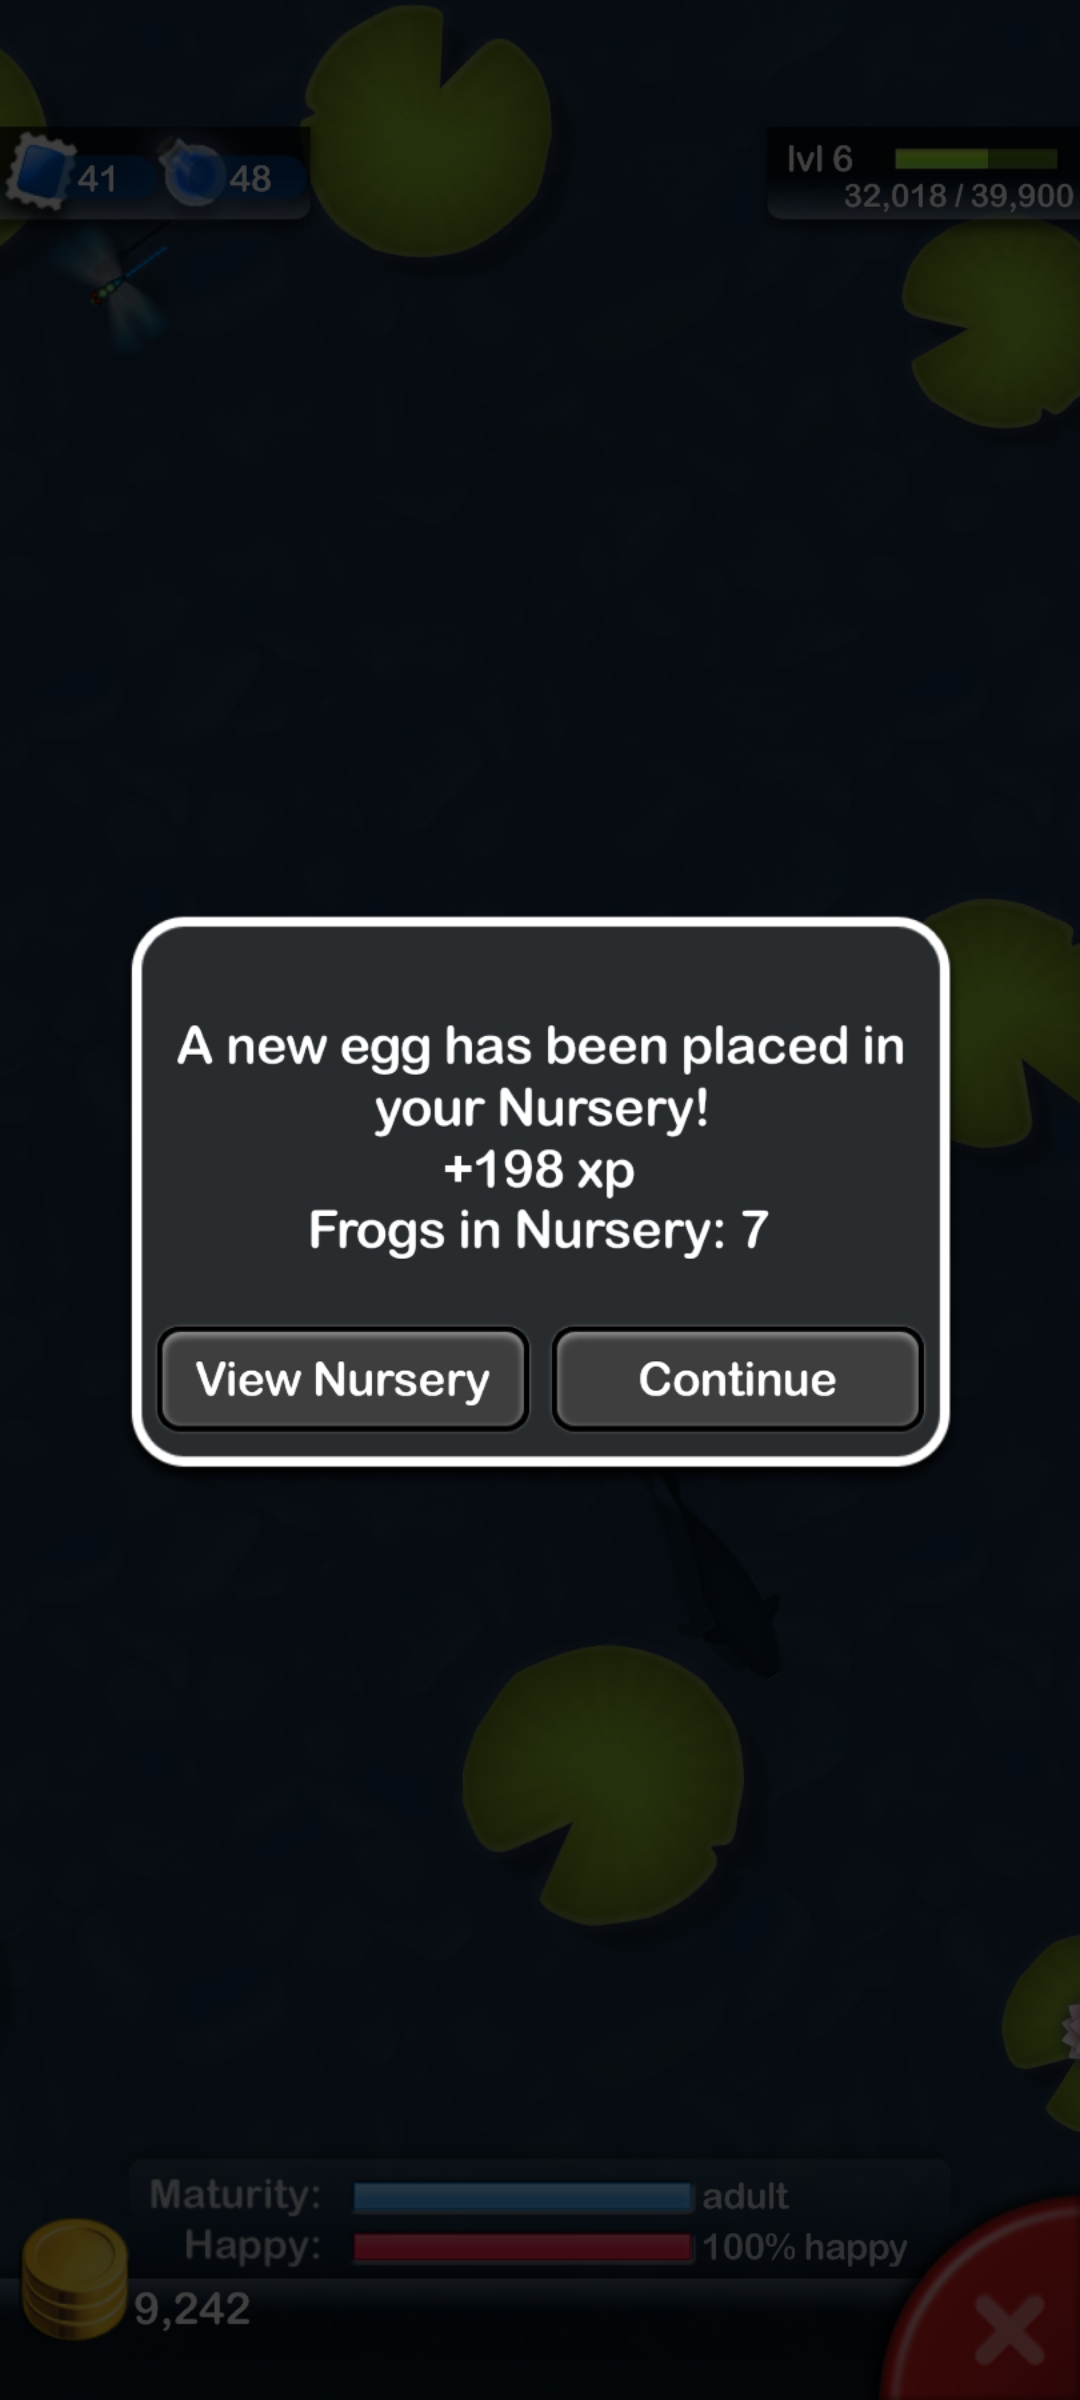 41 48 lvl 6
32,018 / 39,900
A new egg has been placed in
your Nursery!
+198 xp
Frogs in Nursery: 7
View Nursery Continue
Maturity: adult
Happy: 100% happy
9,242